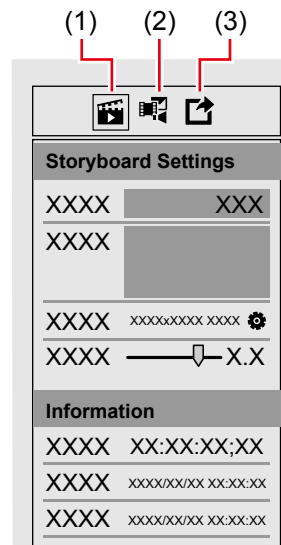 (1) (2) (3)
Storyboard Settings
XXXX XXX
XXXX
XXXX XXXXxXXXX XXXX
XXXX X.X
Information
XXXX XX:XX:XX;XX
XXXX XXXX/XX/XX XX:XX:XX
XXXX XXXX/XX/XX XX:XX:XX